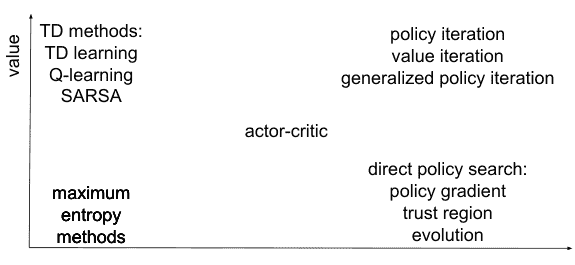 value
TD methods:
TD learning
Q-learning
SARSA
policy iteration
value iteration
generalized policy iteration
actor-critic
maximum
entropy
methods
direct policy search:
policy gradient
trust region
evolution